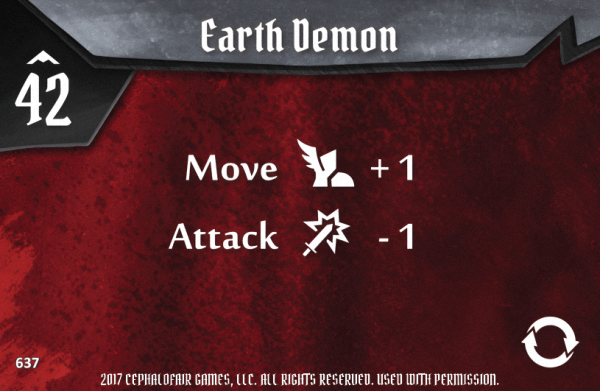 Earth Demon
42
Move + 1
Attack - 1
637
2017 CEPHALOFAIR GAMES, LLC. ALL RIGHTS RESERVED. USED WITH PERMISSION.